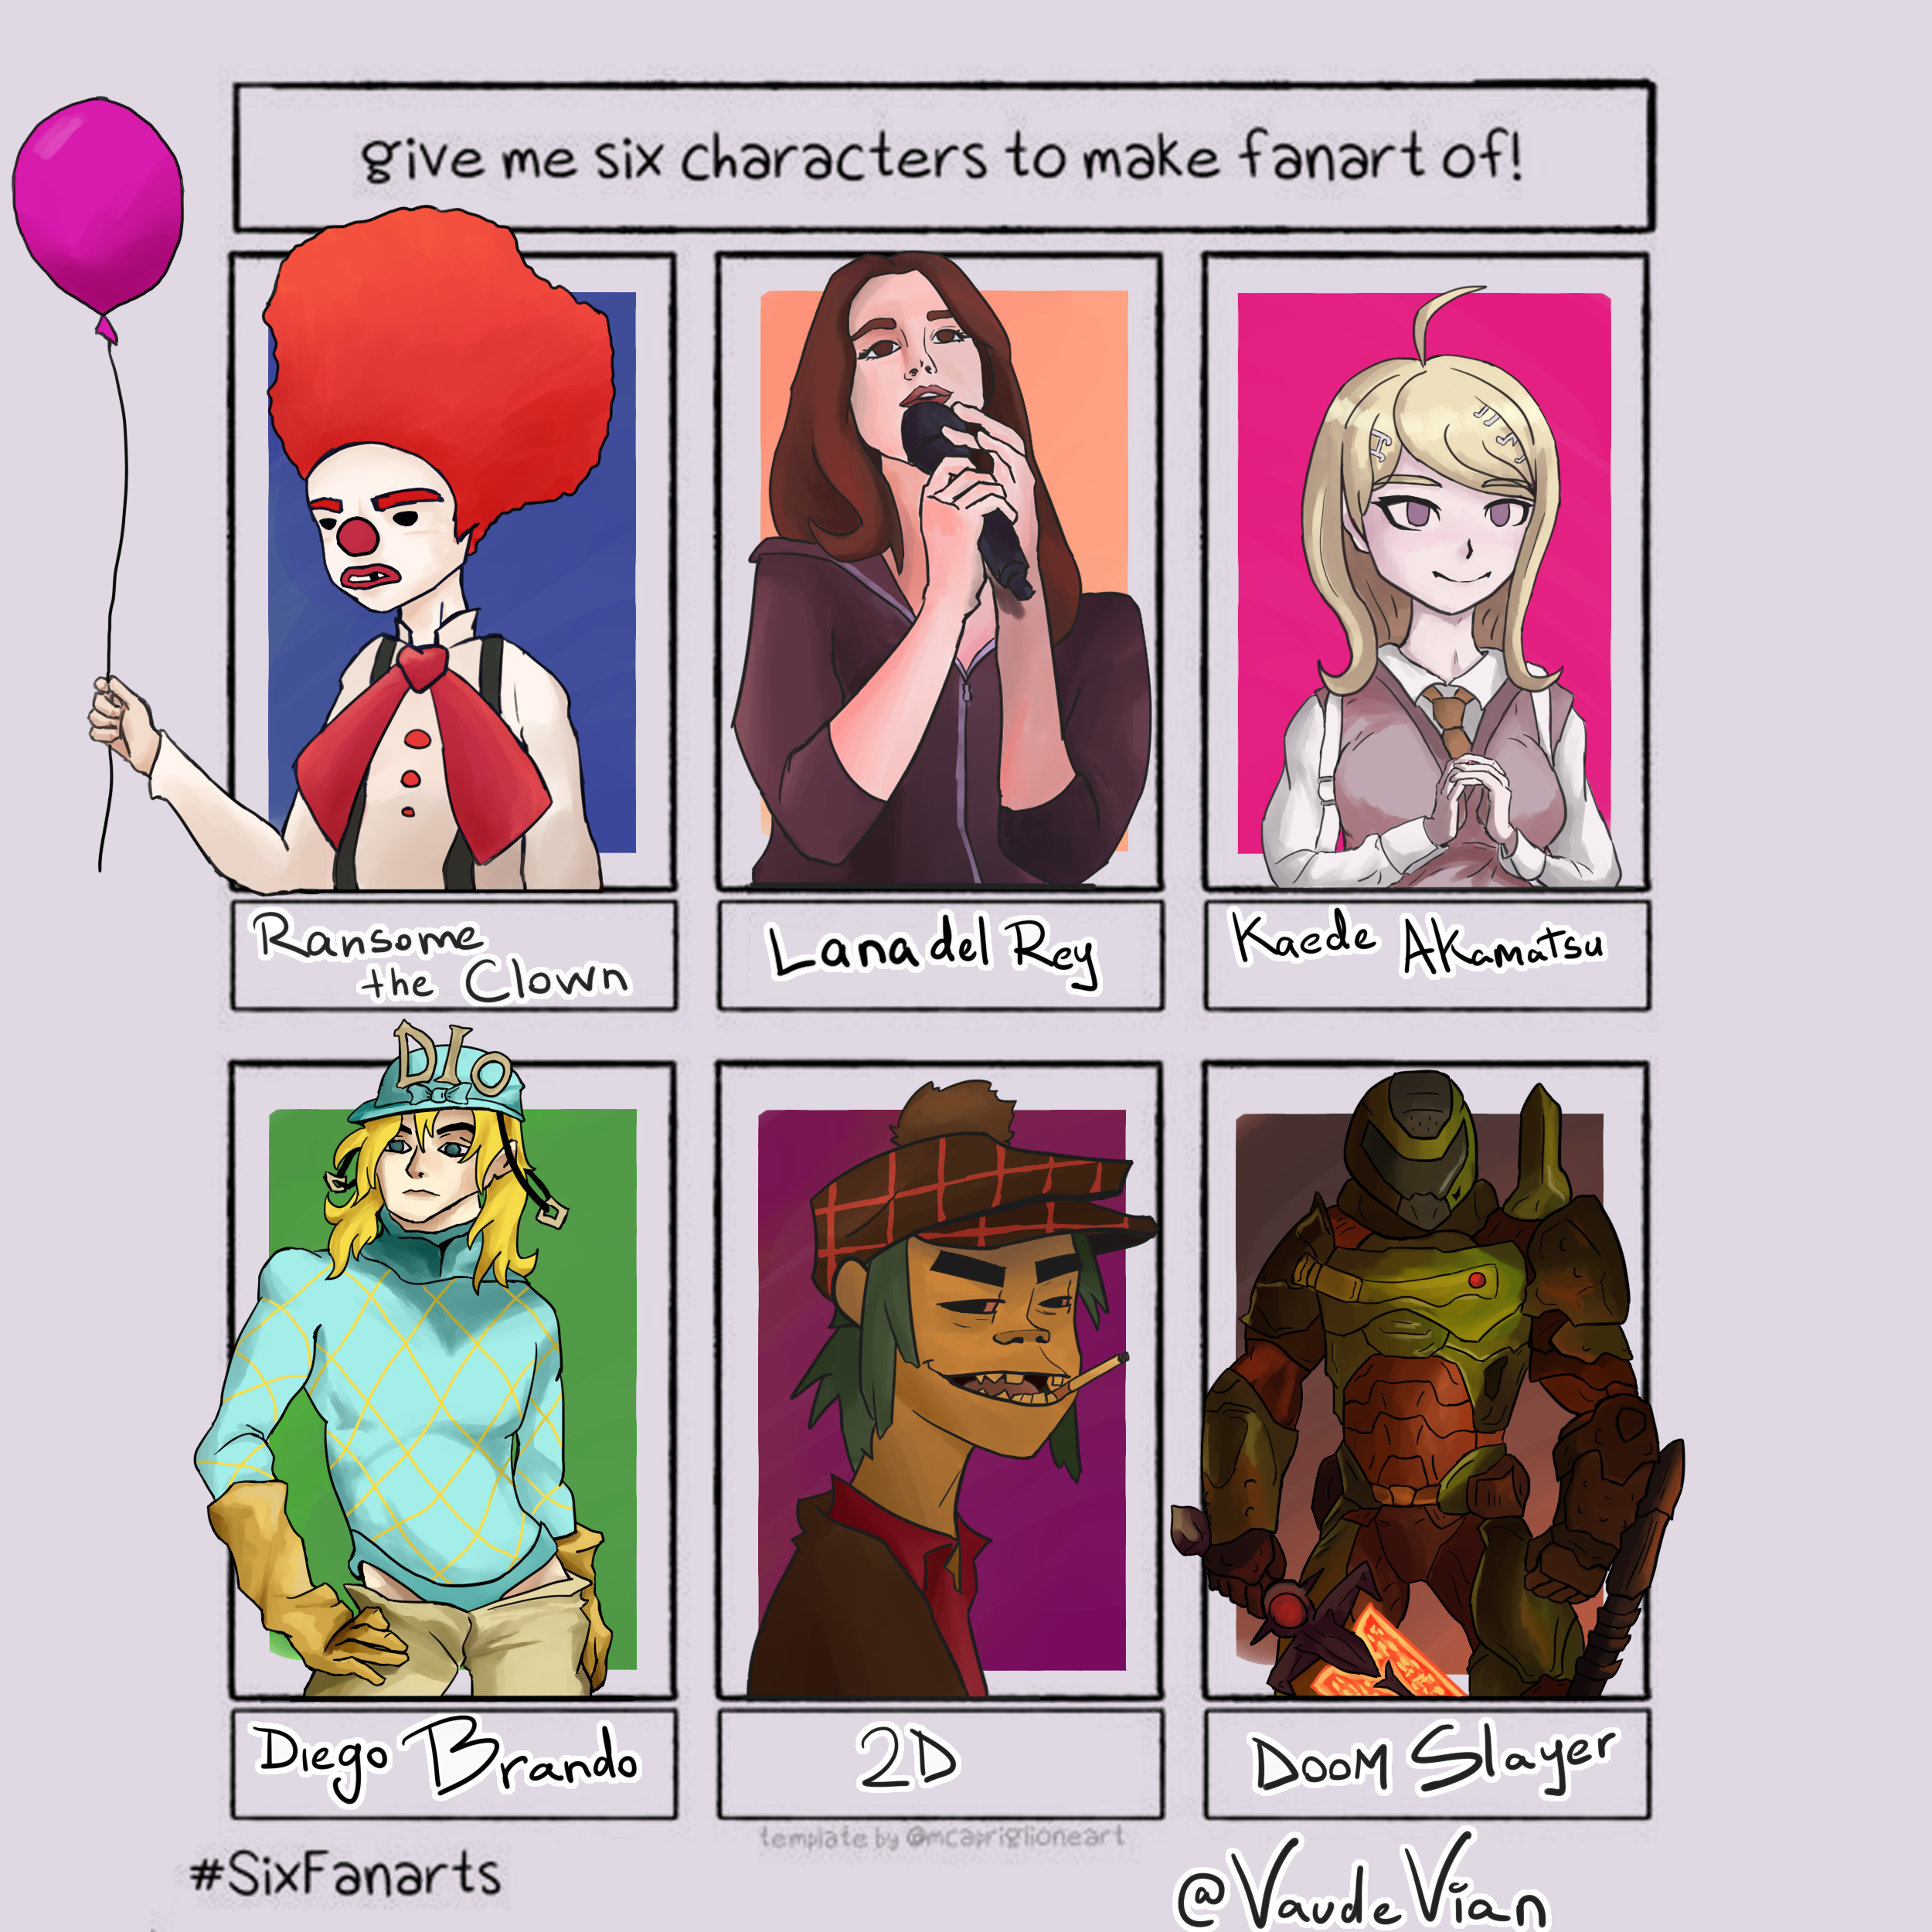 give me six characters to make fanart of!
Ransome
the Clown
Lana del Rey
Kaede Akamatsu
DIo
Diego Brando
2D
Doom Slayer
template by @mcapriglioneart
#SixFanarts
@VaudeVian